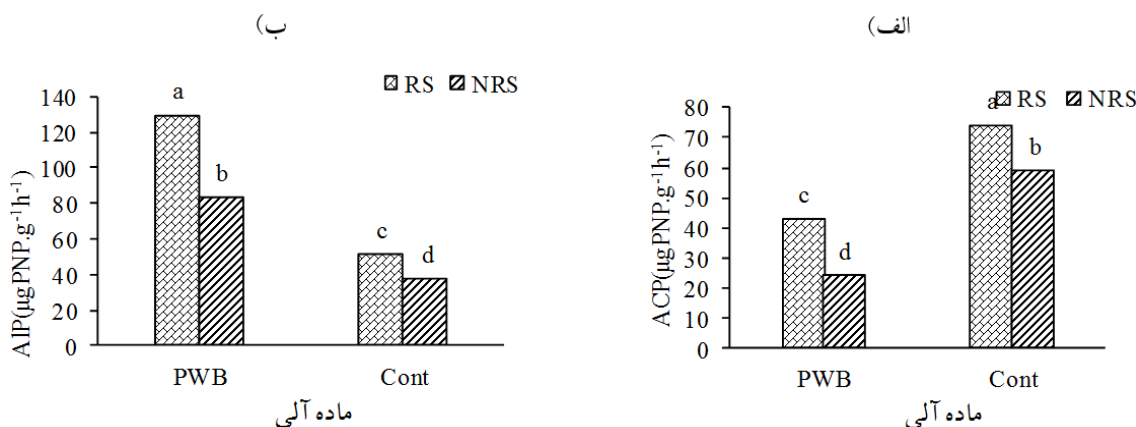 الف)
RS NRS
80
70
60
50
40
30
20
10
0
ACP(µgPNP.g⁻¹h⁻¹)
a
b
c
d
PWB Cont
ماده آلی
ب)
RS NRS
140
120
100
80
60
40
20
0
AlP(µgPNP.g⁻¹h⁻¹)
a
b
c
d
PWB Cont
ماده آلی